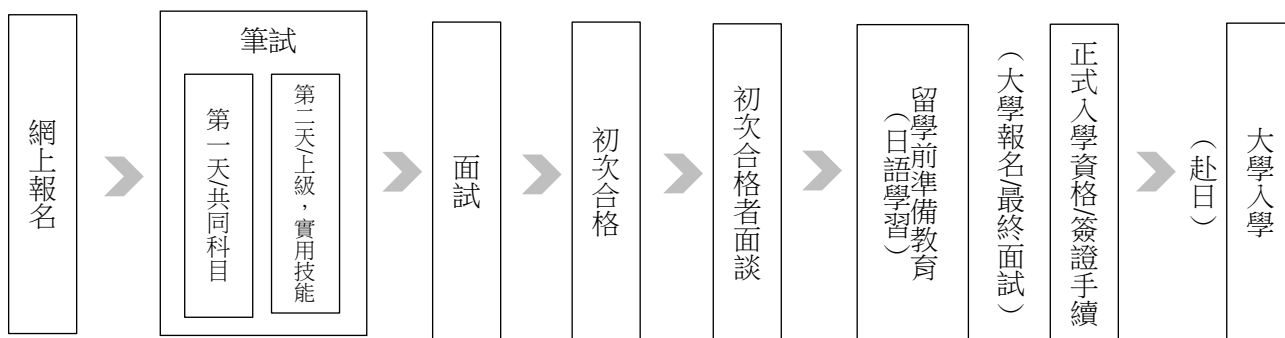 網上報名
筆試
第一天/共同科目
第二天/上級，實用技能
面試
初次合格
初次合格者面談
留學前準備教育
（日語學習）
（大學報名/最終面試）
正式入學資格/簽證手續
大學入學
（赴日）